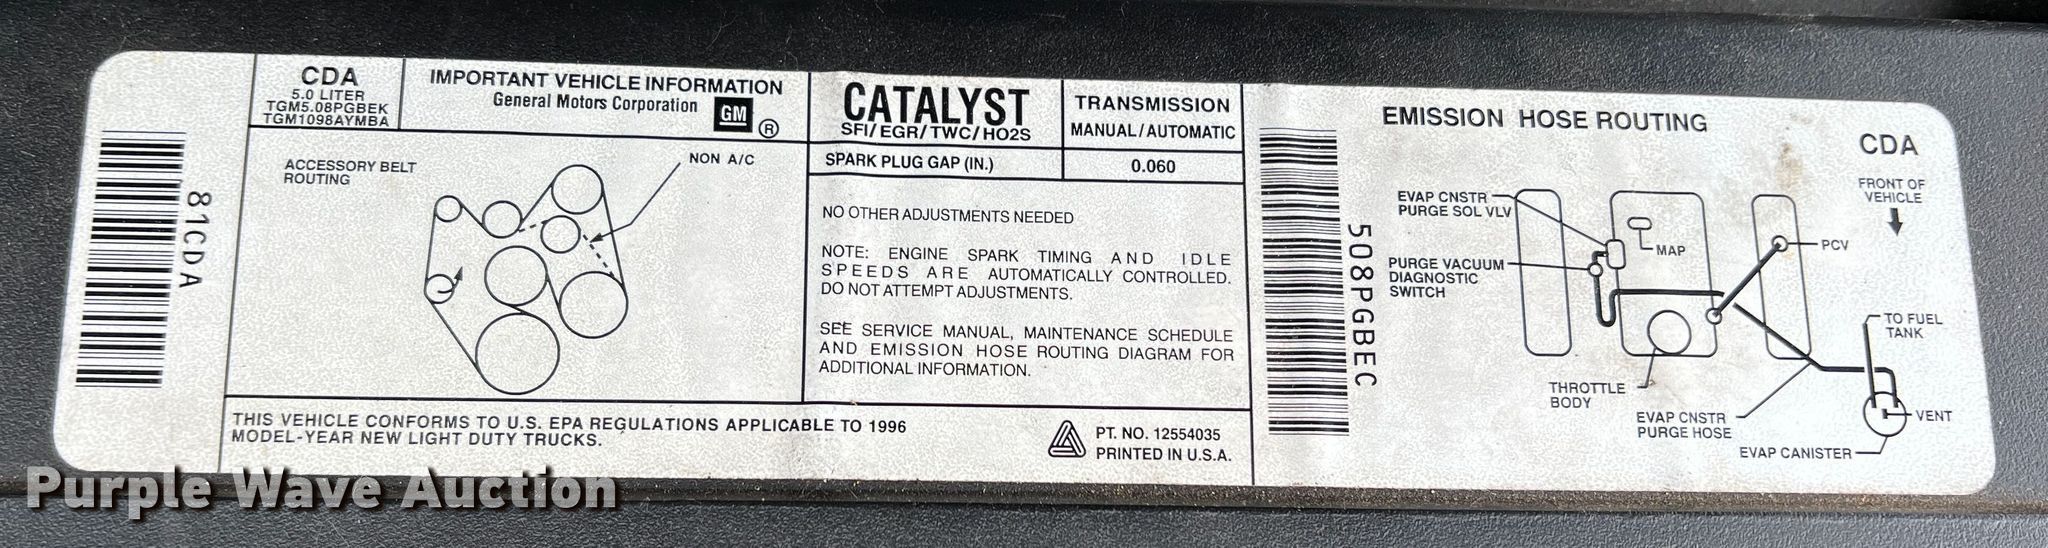 81CDA
CDA
5.0 LITER
TGM5.08PGBEK
TGM1098AYMBA
IMPORTANT VEHICLE INFORMATION
General Motors Corporation
GM ®
ACCESSORY BELT
ROUTING
NON A/C
CATALYST
SFI/EGR/TWC/HO2S
TRANSMISSION
MANUAL/AUTOMATIC
SPARK PLUG GAP (IN.)
0.060
NO OTHER ADJUSTMENTS NEEDED
NOTE: ENGINE SPARK TIMING AND IDLE
SPEEDS ARE AUTOMATICALLY CONTROLLED.
DO NOT ATTEMPT ADJUSTMENTS.
SEE SERVICE MANUAL, MAINTENANCE SCHEDULE
AND EMISSION HOSE ROUTING DIAGRAM FOR
ADDITIONAL INFORMATION.
THIS VEHICLE CONFORMS TO U.S. EPA REGULATIONS APPLICABLE TO 1996
MODEL-YEAR NEW LIGHT DUTY TRUCKS.
PT. NO. 12554035
PRINTED IN U.S.A.
508PGBEC
EMISSION HOSE ROUTING
CDA
FRONT OF
VEHICLE
EVAP CNSTR
PURGE SOL VLV
MAP
PCV
PURGE VACUUM
DIAGNOSTIC
SWITCH
TO FUEL
TANK
THROTTLE
BODY
EVAP CNSTR
PURGE HOSE
VENT
EVAP CANISTER
Purple Wave Auction